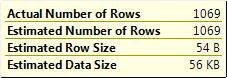 Actual Number of Rows 1069
Estimated Number of Rows 1069
Estimated Row Size 54 B
Estimated Data Size 56 KB